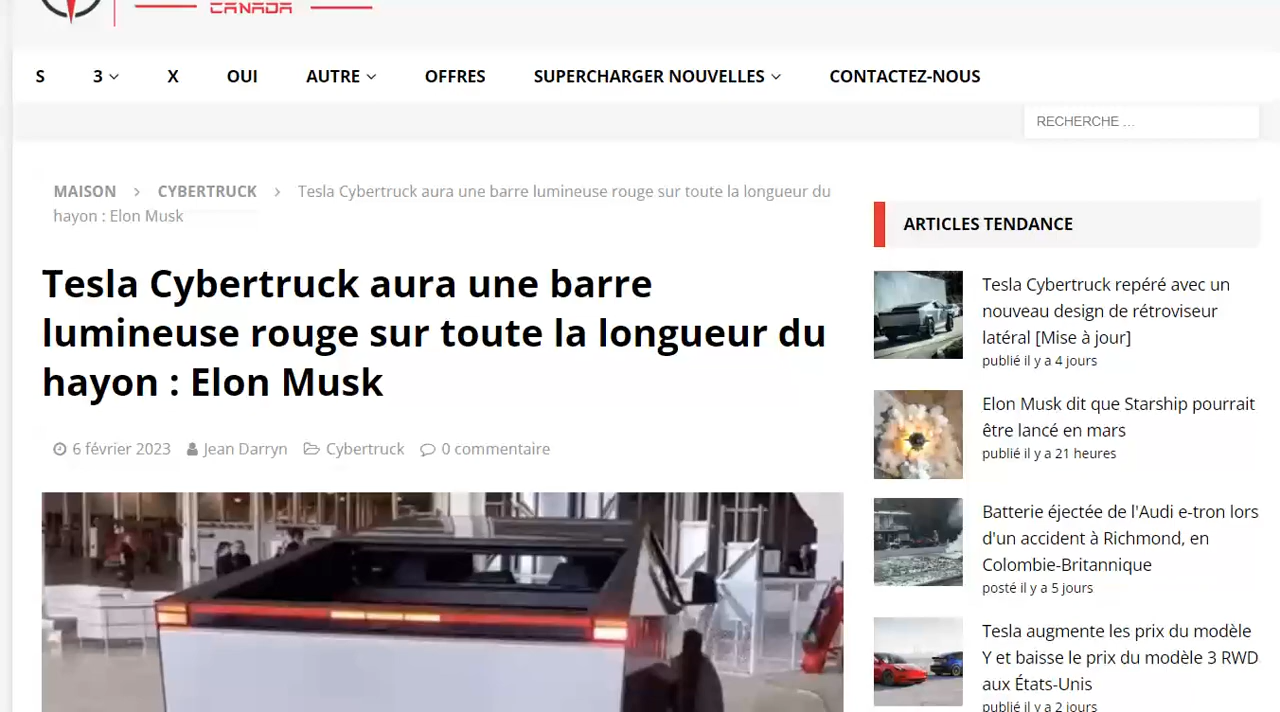 CANADA
S 3 X OUI AUTRE OFFRES SUPERCHARGER NOUVELLES CONTACTEZ-NOUS
RECHERCHE …
MAISON > CYBERTRUCK > Tesla Cybertruck aura une barre lumineuse rouge sur toute la longueur du
hayon : Elon Musk
Tesla Cybertruck aura une barre
lumineuse rouge sur toute la longueur du
hayon : Elon Musk
6 février 2023 Jean Darryn Cybertruck 0 commentaire
ARTICLES TENDANCE
Tesla Cybertruck repéré avec un
nouveau design de rétroviseur
latéral [Mise à jour]
publié il y a 4 jours
Elon Musk dit que Starship pourrait
être lancé en mars
publié il y a 21 heures
Batterie éjectée de l'Audi e-tron lors
d'un accident à Richmond, en
Colombie-Britannique
posté il y a 5 jours
Tesla augmente les prix du modèle
Y et baisse le prix du modèle 3 RWD
aux États-Unis
publié il y a 2 jours